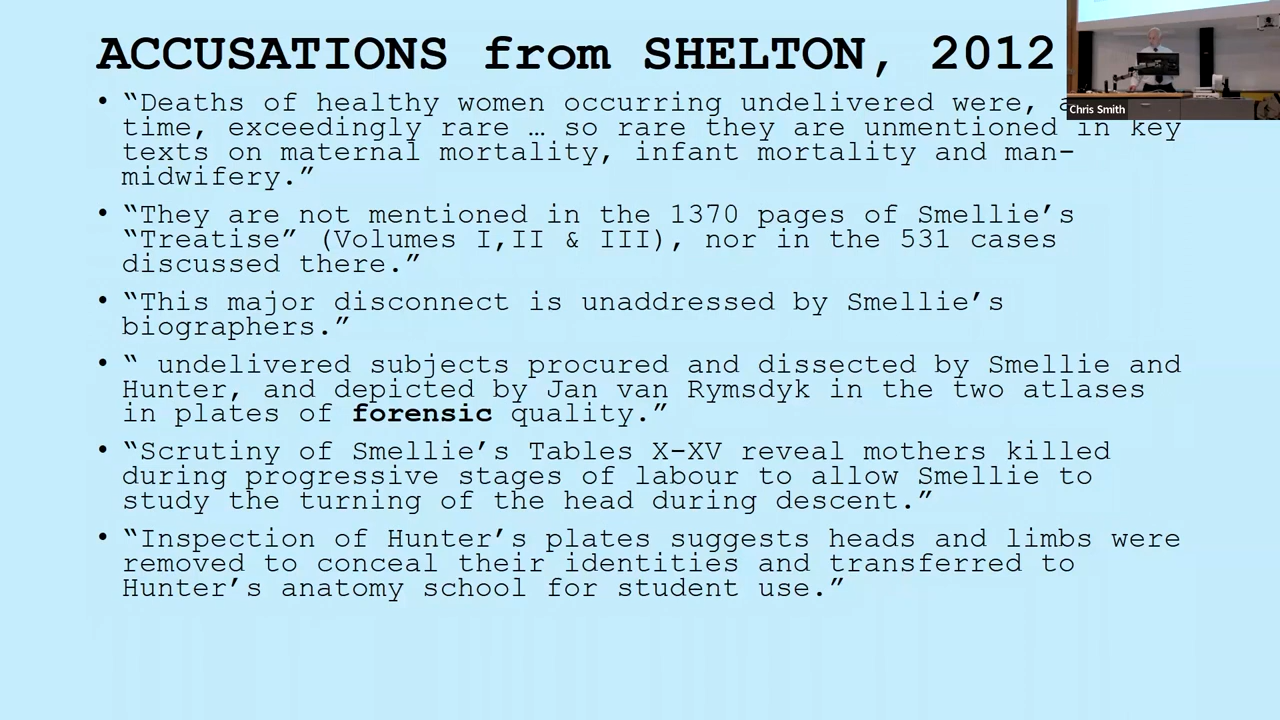 ACCUSATIONS from SHELTON, 2012
• “Deaths of healthy women occurring undelivered were,
time, exceedingly rare … so rare they are unmentioned in key
texts on maternal mortality, infant mortality and man-
midwifery.”
• “They are not mentioned in the 1370 pages of Smellie’s
“Treatise” (Volumes I,II & III), nor in the 531 cases
discussed there.”
• “This major disconnect is unaddressed by Smellie’s
biographers.”
• “ undelivered subjects procured and dissected by Smellie and
Hunter, and depicted by Jan van Rymsdyk in the two atlases
in plates of forensic quality.”
• “Scrutiny of Smellie’s Tables X-XV reveal mothers killed
during progressive stages of labour to allow Smellie to
study the turning of the head during descent.”
• “Inspection of Hunter’s plates suggests heads and limbs were
removed to conceal their identities and transferred to
Hunter’s anatomy school for student use.”
Chris Smith